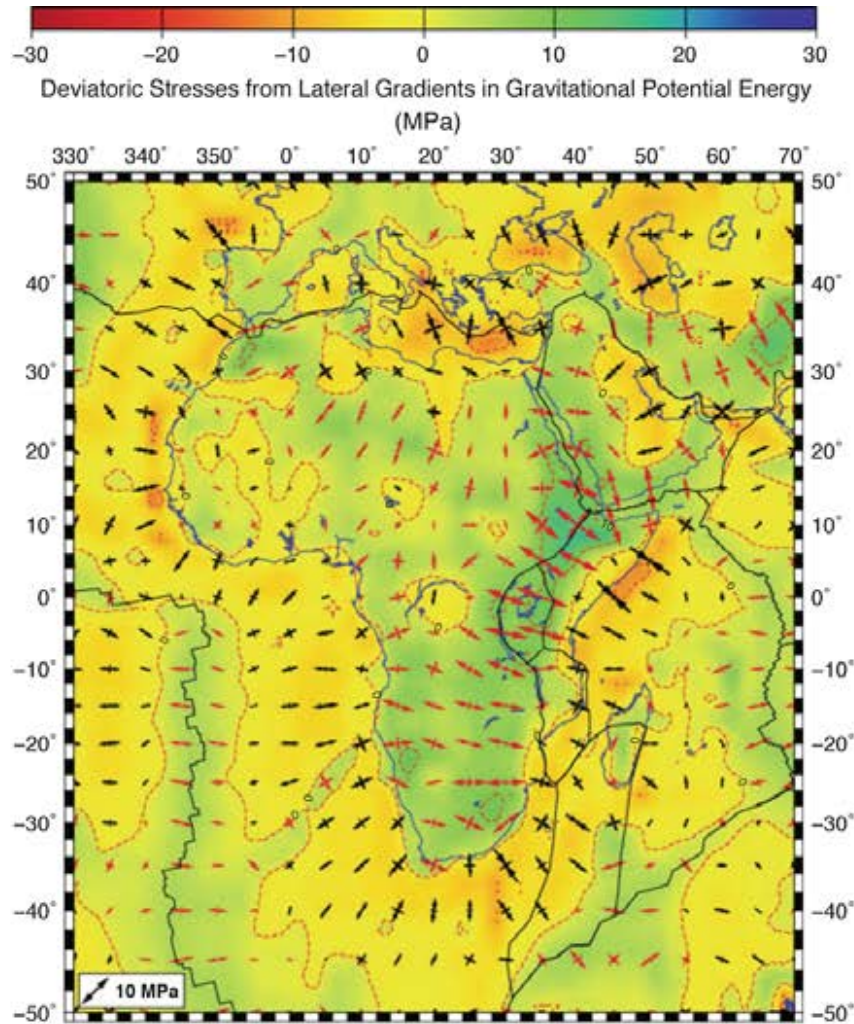 −30 −20 −10 0 10 20 30
Deviatoric Stresses from Lateral Gradients in Gravitational Potential Energy
(MPa)
330° 340° 350° 0° 10° 20° 30° 40° 50° 60° 70°
50° 50°
40° 40°
30° 30°
20° 20°
10° 10°
0° 0°
−10° −10°
−20° −20°
−30° −30°
−40° −40°
10 MPa
−50° −50°